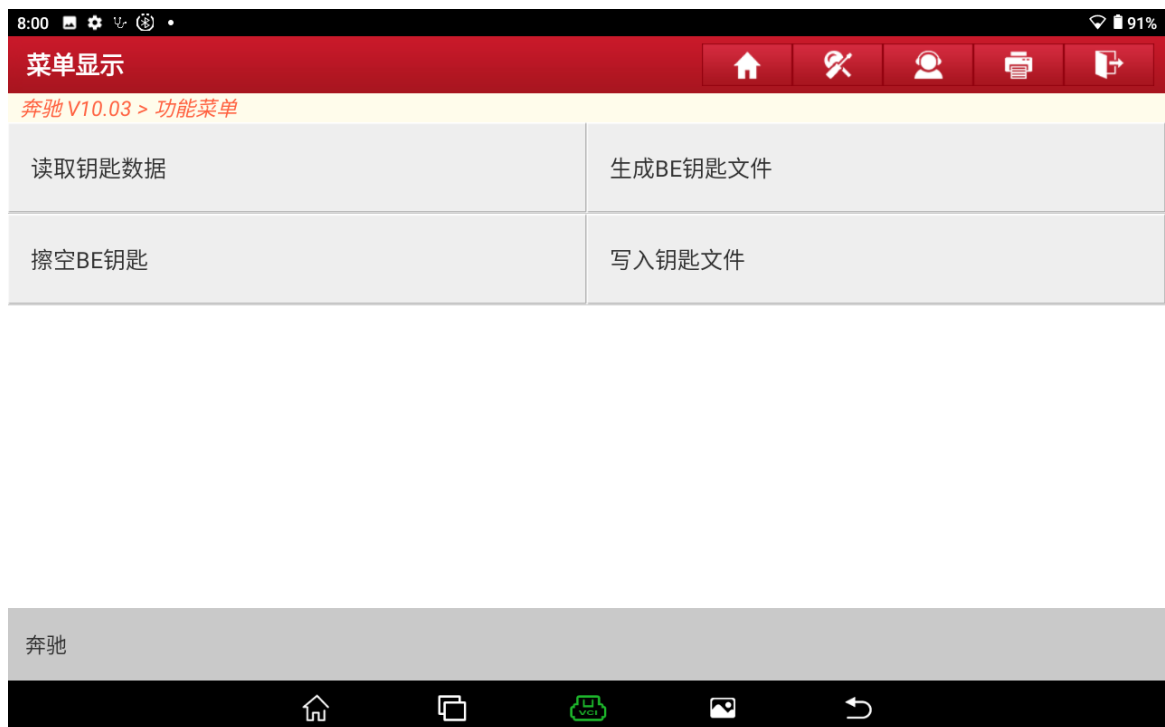 8:00 91%
菜单显示
奔驰 V10.03 > 功能菜单
读取钥匙数据 生成BE钥匙文件
擦空BE钥匙 写入钥匙文件
奔驰
VCI